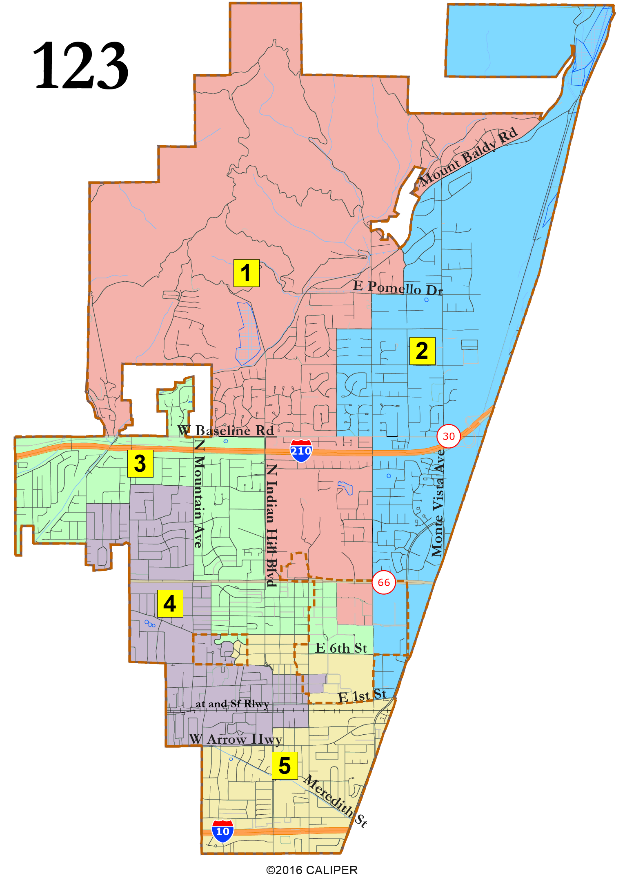 123
Mount Baldy Rd
1
E Pomello Dr
2
W Baseline Rd
30
210
3
N Mountain Ave
N Indian Hill Blvd
Monte Vista Ave
66
4
E 6th St
E 1st St
at and Sf Rlwy
W Arrow Hwy
5
Meredith St
10
©2016 CALIPER